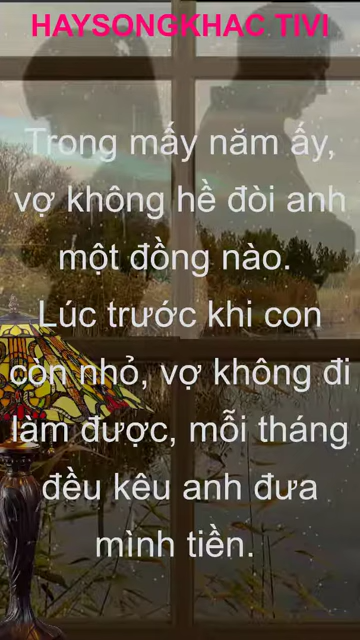 HAYSONGKHAC TIVI
Trong mấy năm ấy,
vợ không hề đòi anh
một đồng nào.
Lúc trước khi con
còn nhỏ, vợ không đi
làm được, mỗi tháng
đều kêu anh đưa
mình tiền.